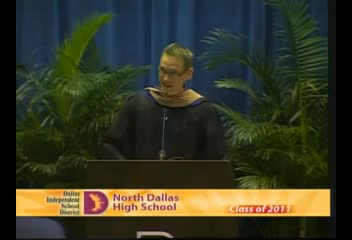 Dallas
Independent
School
District
North Dallas
High School
Class of 2011